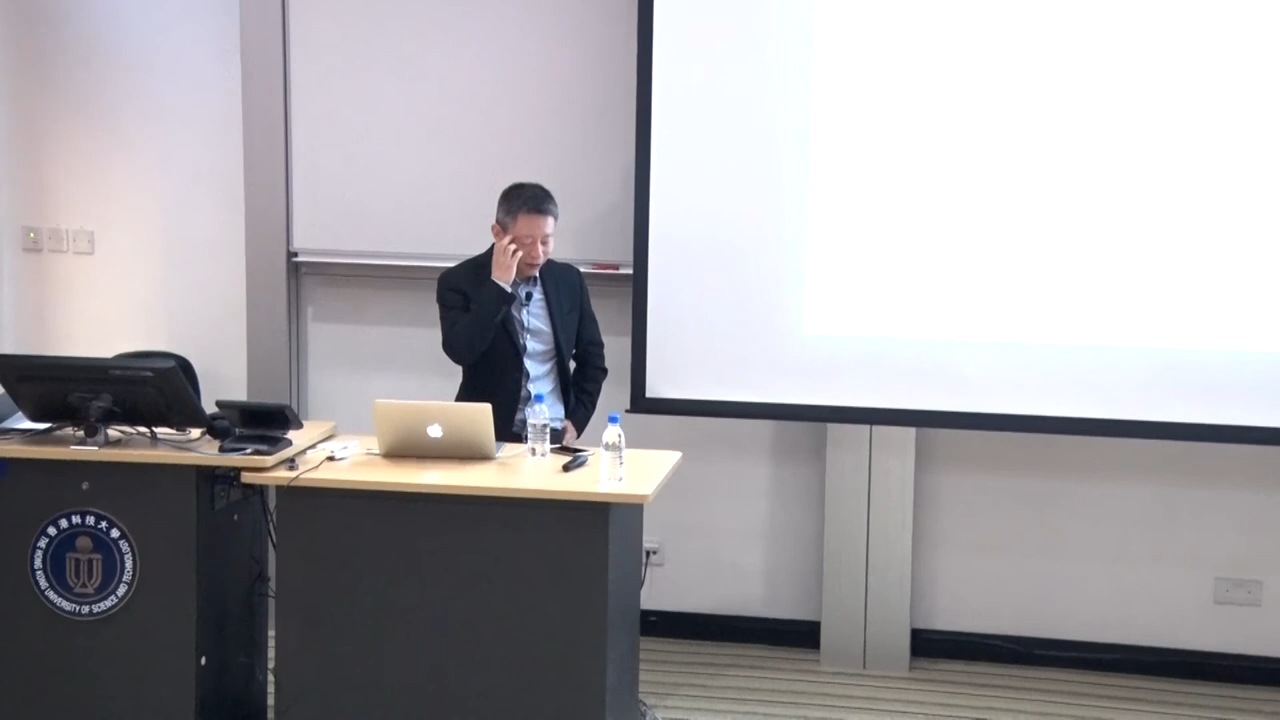 香港科技大學
THE HONG KONG UNIVERSITY OF SCIENCE AND TECHNOLOGY